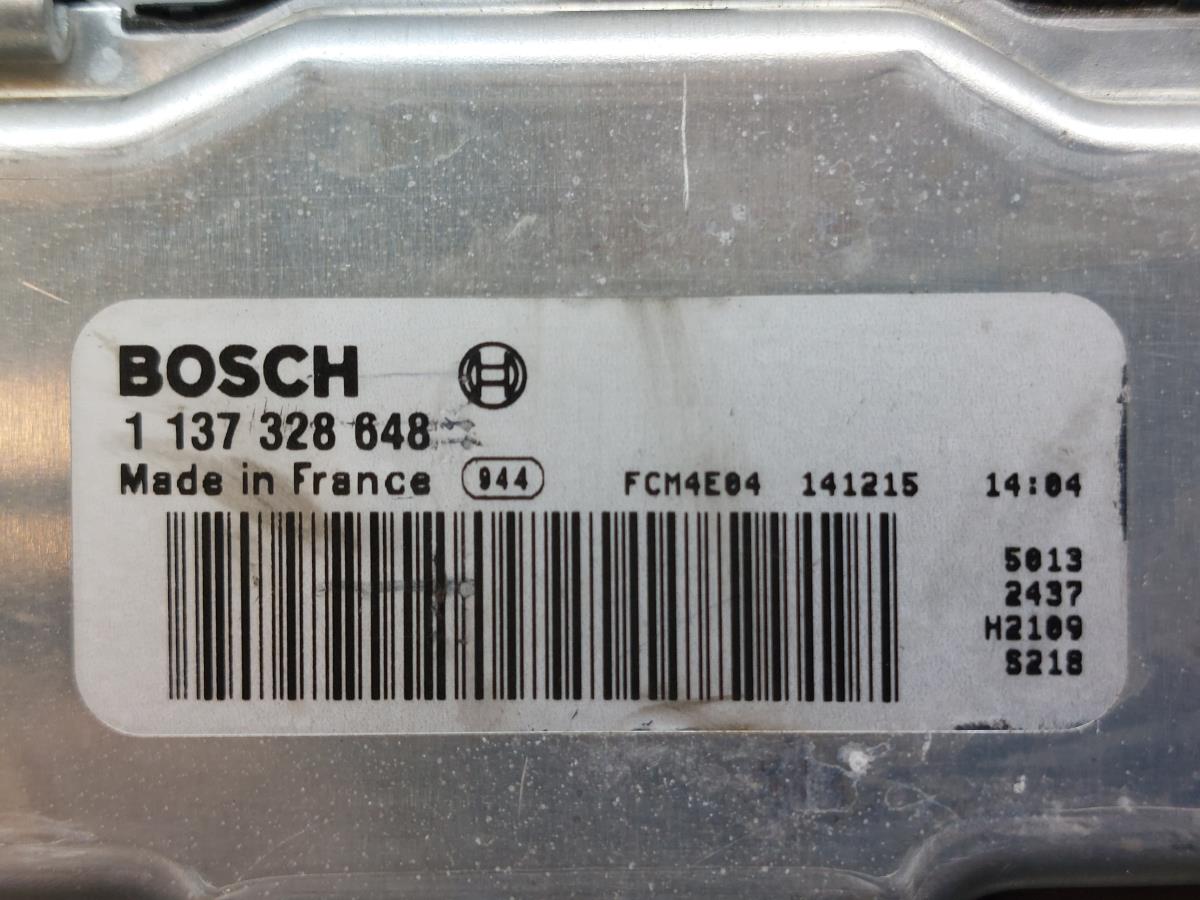 BOSCH
1 137 328 648
Made in France 944 FCM4E04 141215 14:04
5013
2437
H2109
S218